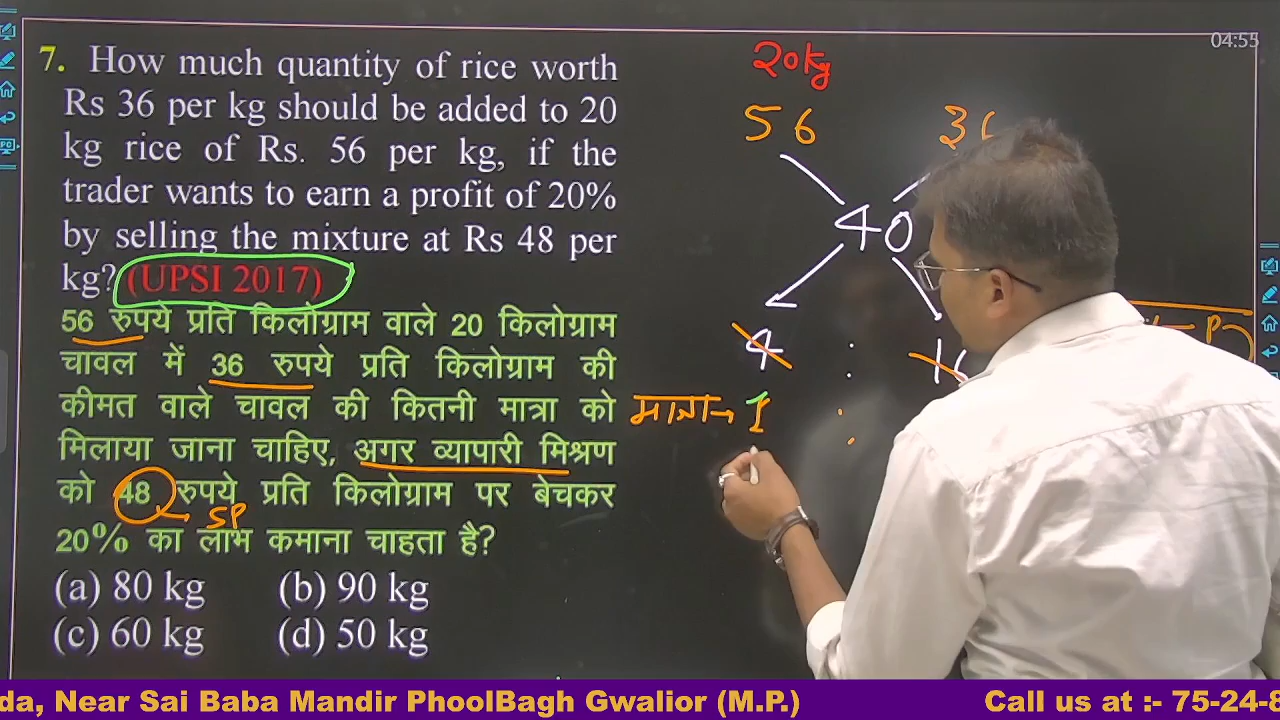 04:55
7. How much quantity of rice worth
Rs 36 per kg should be added to 20
kg rice of Rs. 56 per kg, if the
trader wants to earn a profit of 20%
by selling the mixture at Rs 48 per
kg? (UPSI 2017)
56 रुपये प्रति किलोग्राम वाले 20 किलोग्राम
चावल में 36 रुपये प्रति किलोग्राम की
कीमत वाले चावल की कितनी मात्रा को
मिलाया जाना चाहिए, अगर व्यापारी मिश्रण
को 48 रुपये प्रति किलोग्राम पर बेचकर
SP
20% का लाभ कमाना चाहता है?
(a) 80 kg (b) 90 kg
(c) 60 kg (d) 50 kg
20kg
56 36
40
4 : 16
मात्रा→ 1 :
P
Near Sai Baba Mandir PhoolBagh Gwalior (M.P.) Call us at :- 75-24-8